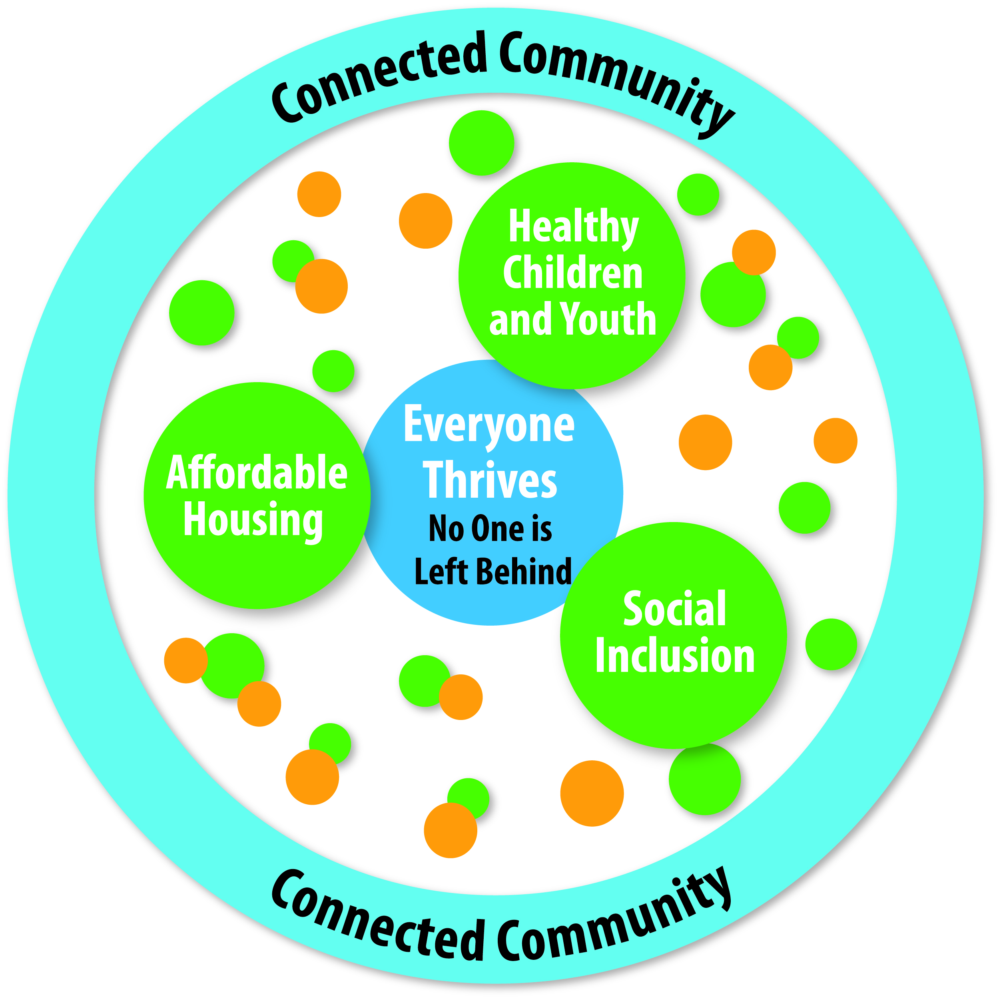 Connected Community
Healthy
Children
and Youth
Everyone
Thrives
No One is
Left Behind
Affordable
Housing
Social
Inclusion
Connected Community